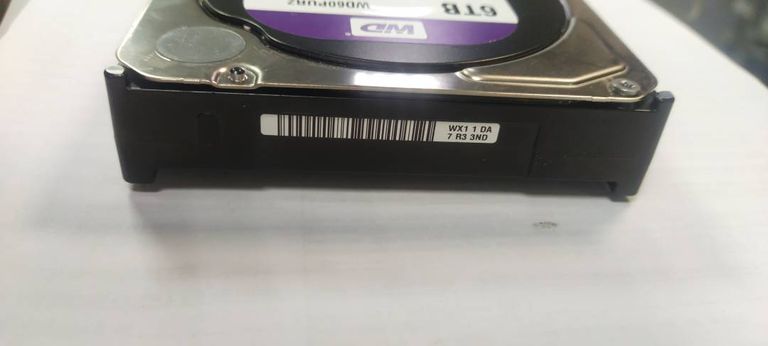 WD60PURZ
6TB
WD
WX1 1 DA
7 R3 3ND